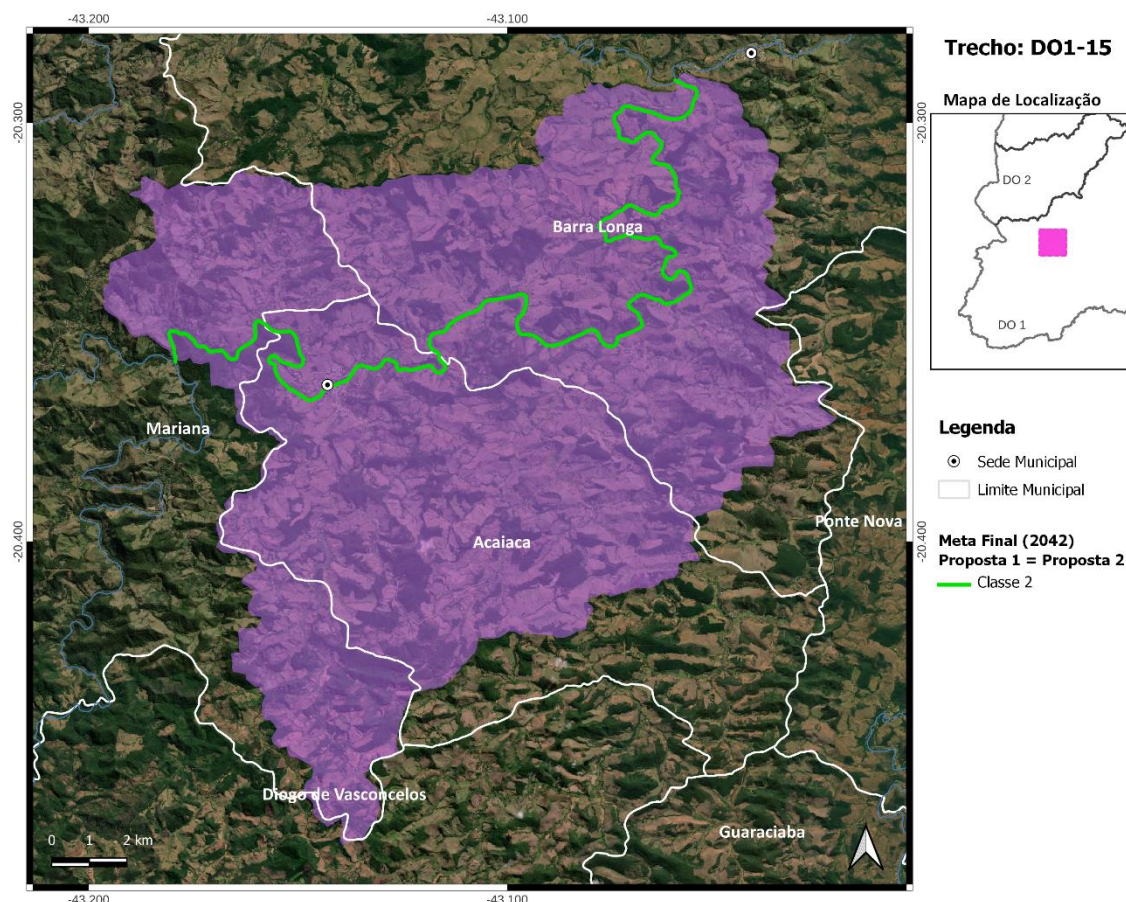 -43.200
-43.100
Trecho: DO1-15
Mapa de Localização
-20.300
-20.300
DO 2
DO 1
Barra Longa
Mariana
Legenda
Sede Municipal
Limite Municipal
Ponte Nova
Acaiaca
-20.400
-20.400
Meta Final (2042)
Proposta 1 = Proposta 2
Classe 2
Diogo de Vasconcelos
Guaraciaba
0 1 2 km
-43.200
-43.100